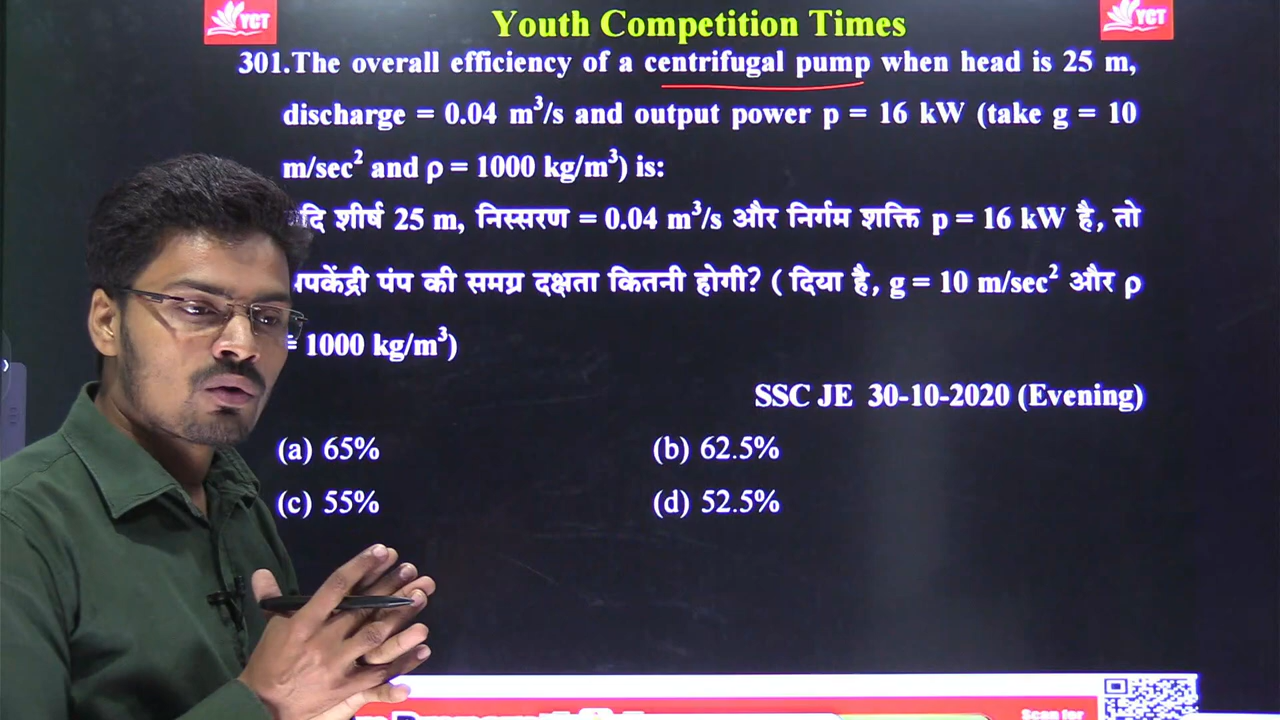 YCT
Youth Competition Times
YCT
301.The overall efficiency of a centrifugal pump when head is 25 m,
discharge = 0.04 m³/s and output power p = 16 kW (take g = 10
m/sec² and ρ = 1000 kg/m³) is:
शीर्ष 25 m, निस्सरण = 0.04 m³/s और निर्गम शक्ति p = 16 kW है, तो
पंप की समग्र दक्षता कितनी होगी? ( दिया है, g = 10 m/sec² और ρ
= 1000 kg/m³)
SSC JE 30-10-2020 (Evening)
(a) 65%
(b) 62.5%
(c) 55%
(d) 52.5%
Scan for